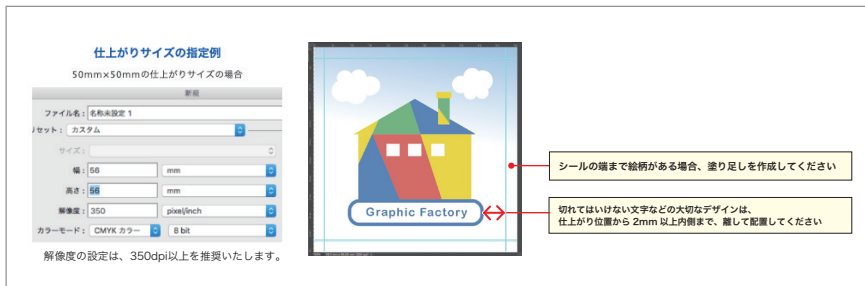 仕上がりサイズの指定例
50mm×50mmの仕上がりサイズの場合
新規
ファイル名： 名称未設定 1
リセット： カスタム
サイズ：
幅： 56 mm
高さ： 56 mm
解像度： 350 pixel/inch
カラーモード： CMYK カラー 8 bit
解像度の設定は、350dpi以上を推奨いたします。
Graphic Factory
シールの端まで絵柄がある場合、塗り足しを作成してください
切れてはいけない文字などの大切なデザインは、
仕上がり位置から 2mm 以上内側まで、離して配置してください